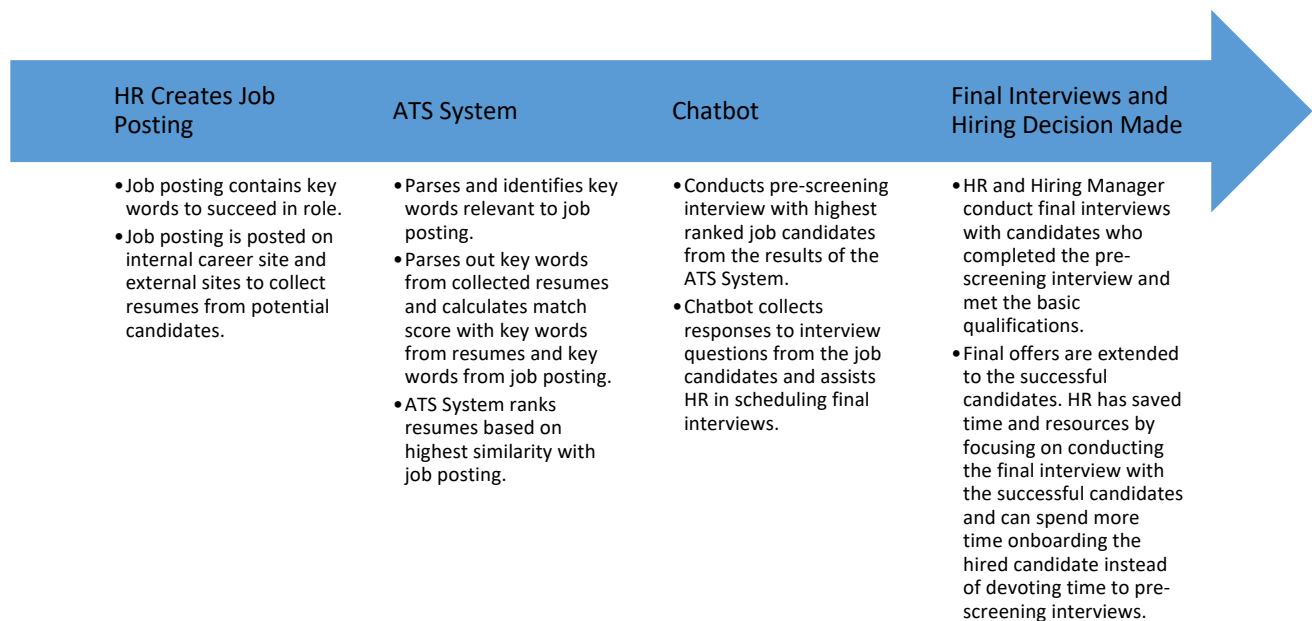 HR Creates Job
Posting
•Job posting contains key
words to succeed in role.
•Job posting is posted on
internal career site and
external sites to collect
resumes from potential
candidates.
ATS System
•Parses and identifies key
words relevant to job
posting.
•Parses out key words
from collected resumes
and calculates match
score with key words
from resumes and key
words from job posting.
•ATS System ranks
resumes based on
highest similarity with
job posting.
Chatbot
•Conducts pre-screening
interview with highest
ranked job candidates
from the results of the
ATS System.
•Chatbot collects
responses to interview
questions from the job
candidates and assists
HR in scheduling final
interviews.
Final Interviews and
Hiring Decision Made
•HR and Hiring Manager
conduct final interviews
with candidates who
completed the pre-
screening interview and
met the basic
qualifications.
•Final offers are extended
to the successful
candidates. HR has saved
time and resources by
focusing on conducting
the final interview with
the successful candidates
and can spend more
time onboarding the
hired candidate instead
of devoting time to pre-
screening interviews.